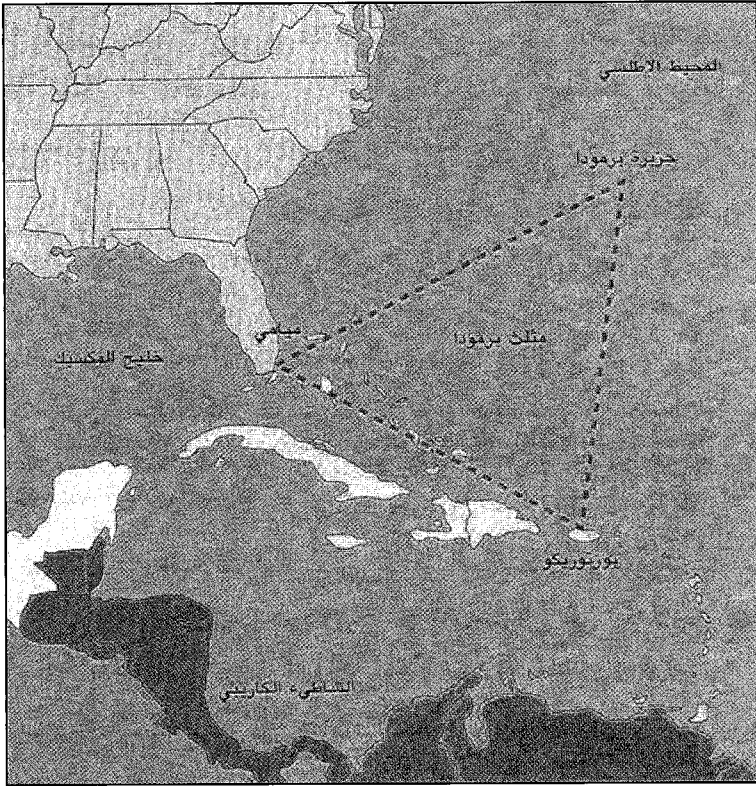 المحيط الاطلسي
جزيرة برمودا
ميامي
مثلث برمودا
خليج المكسيك
بورتوريكو
الشاطىء الكاريبي